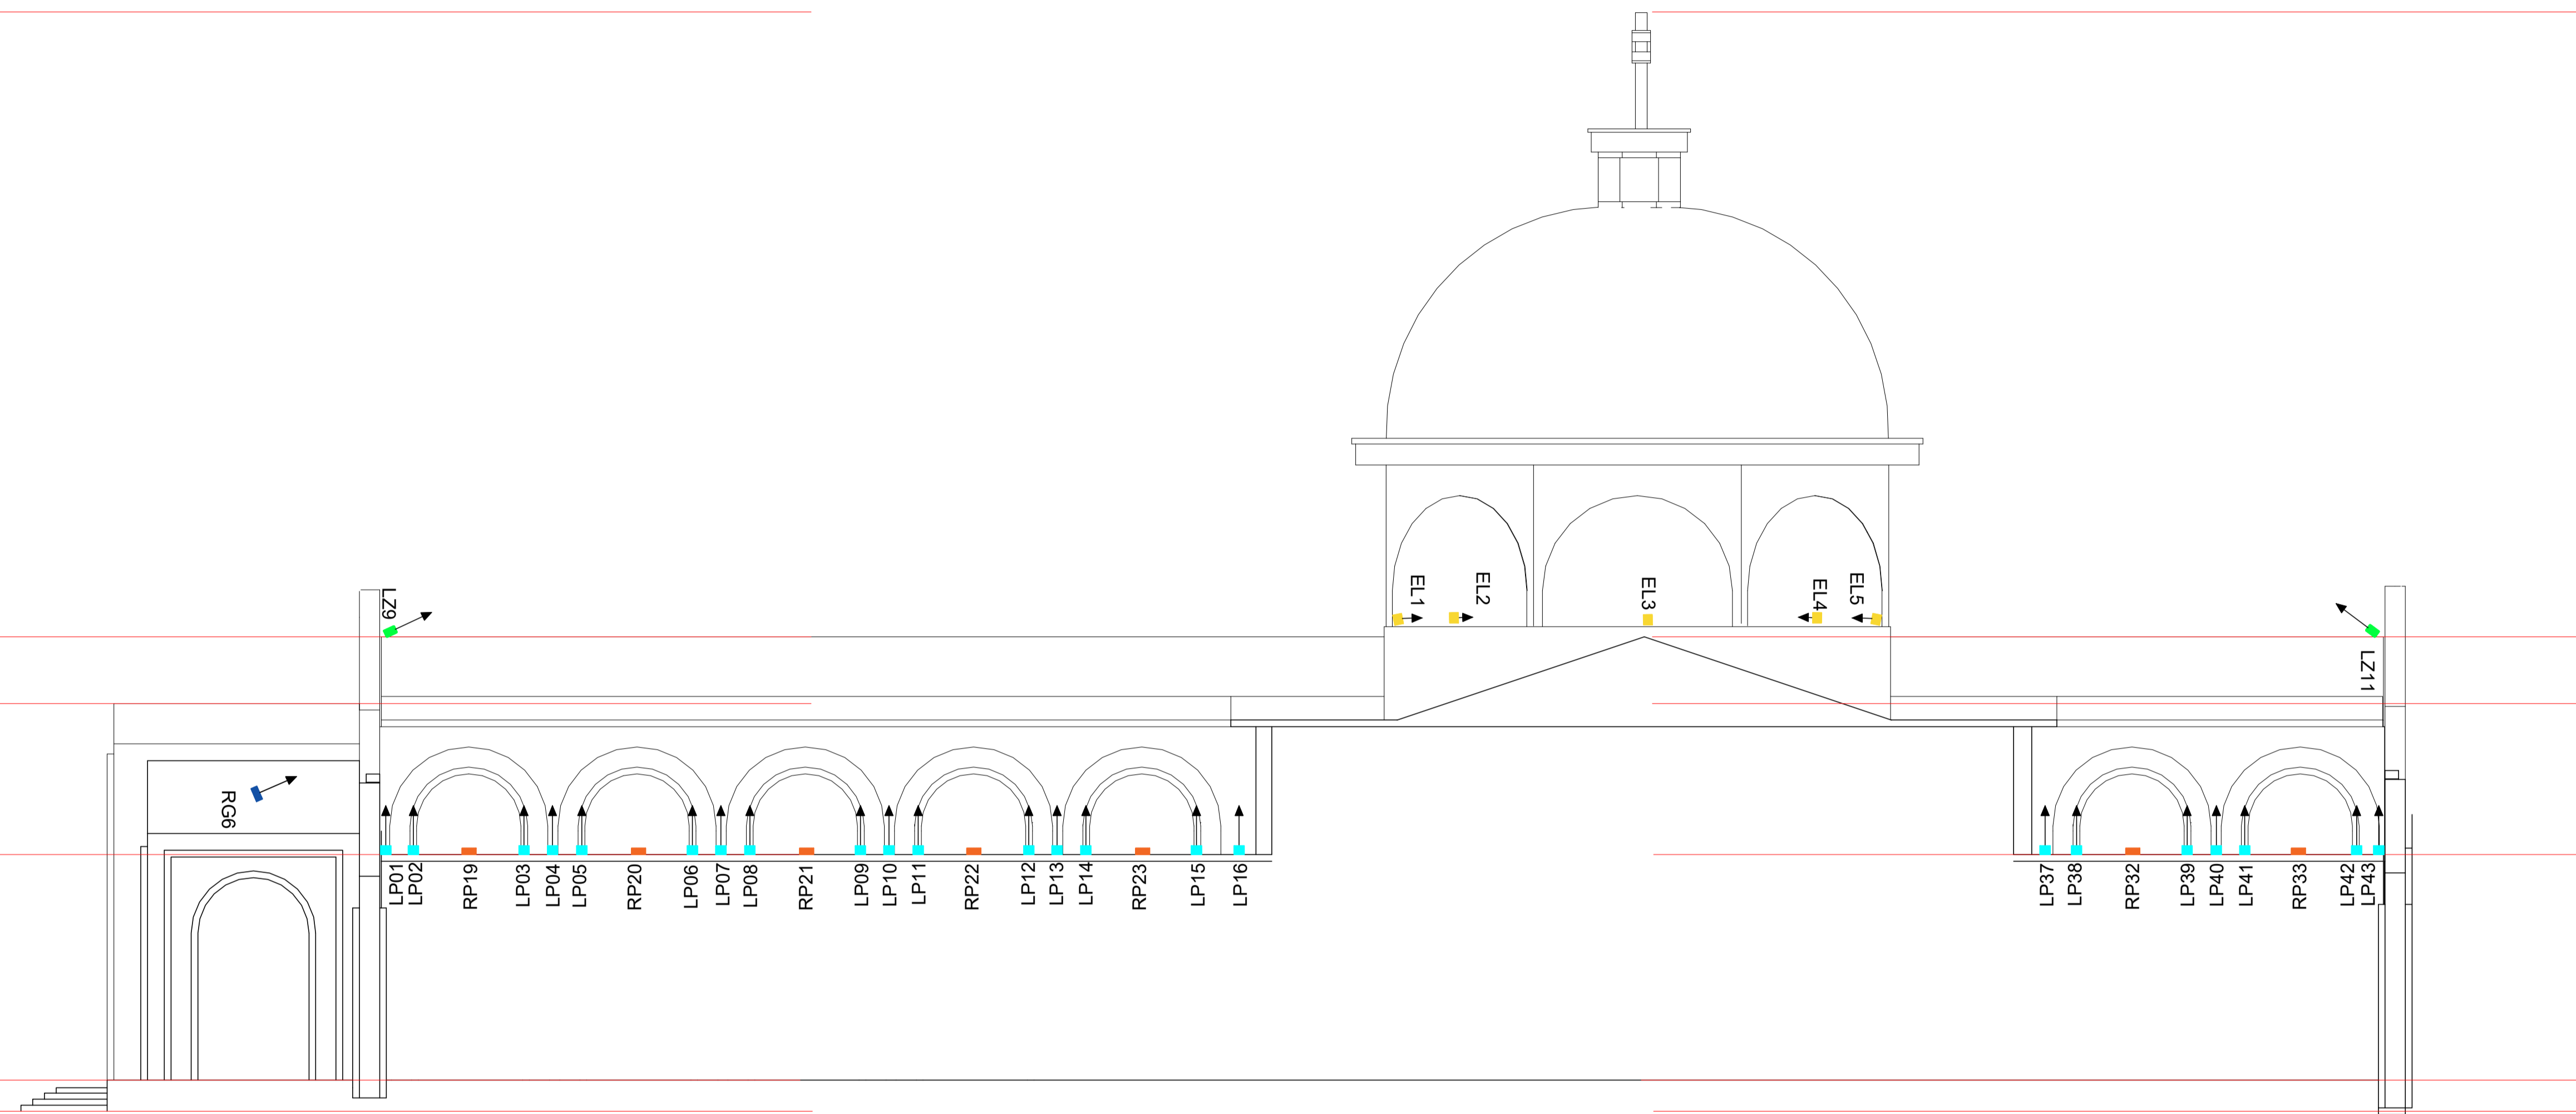 LZ9
EL1
EL2
EL3
EL4
EL5
LZ11
RG6
LP01
LP02
RP19
LP03
LP04
LP05
RP20
LP06
LP07
LP08
RP21
LP09
LP10
LP11
RP22
LP12
LP13
LP14
RP23
LP15
LP16
LP37
LP38
RP32
LP39
LP40
LP41
RP33
LP42
LP43